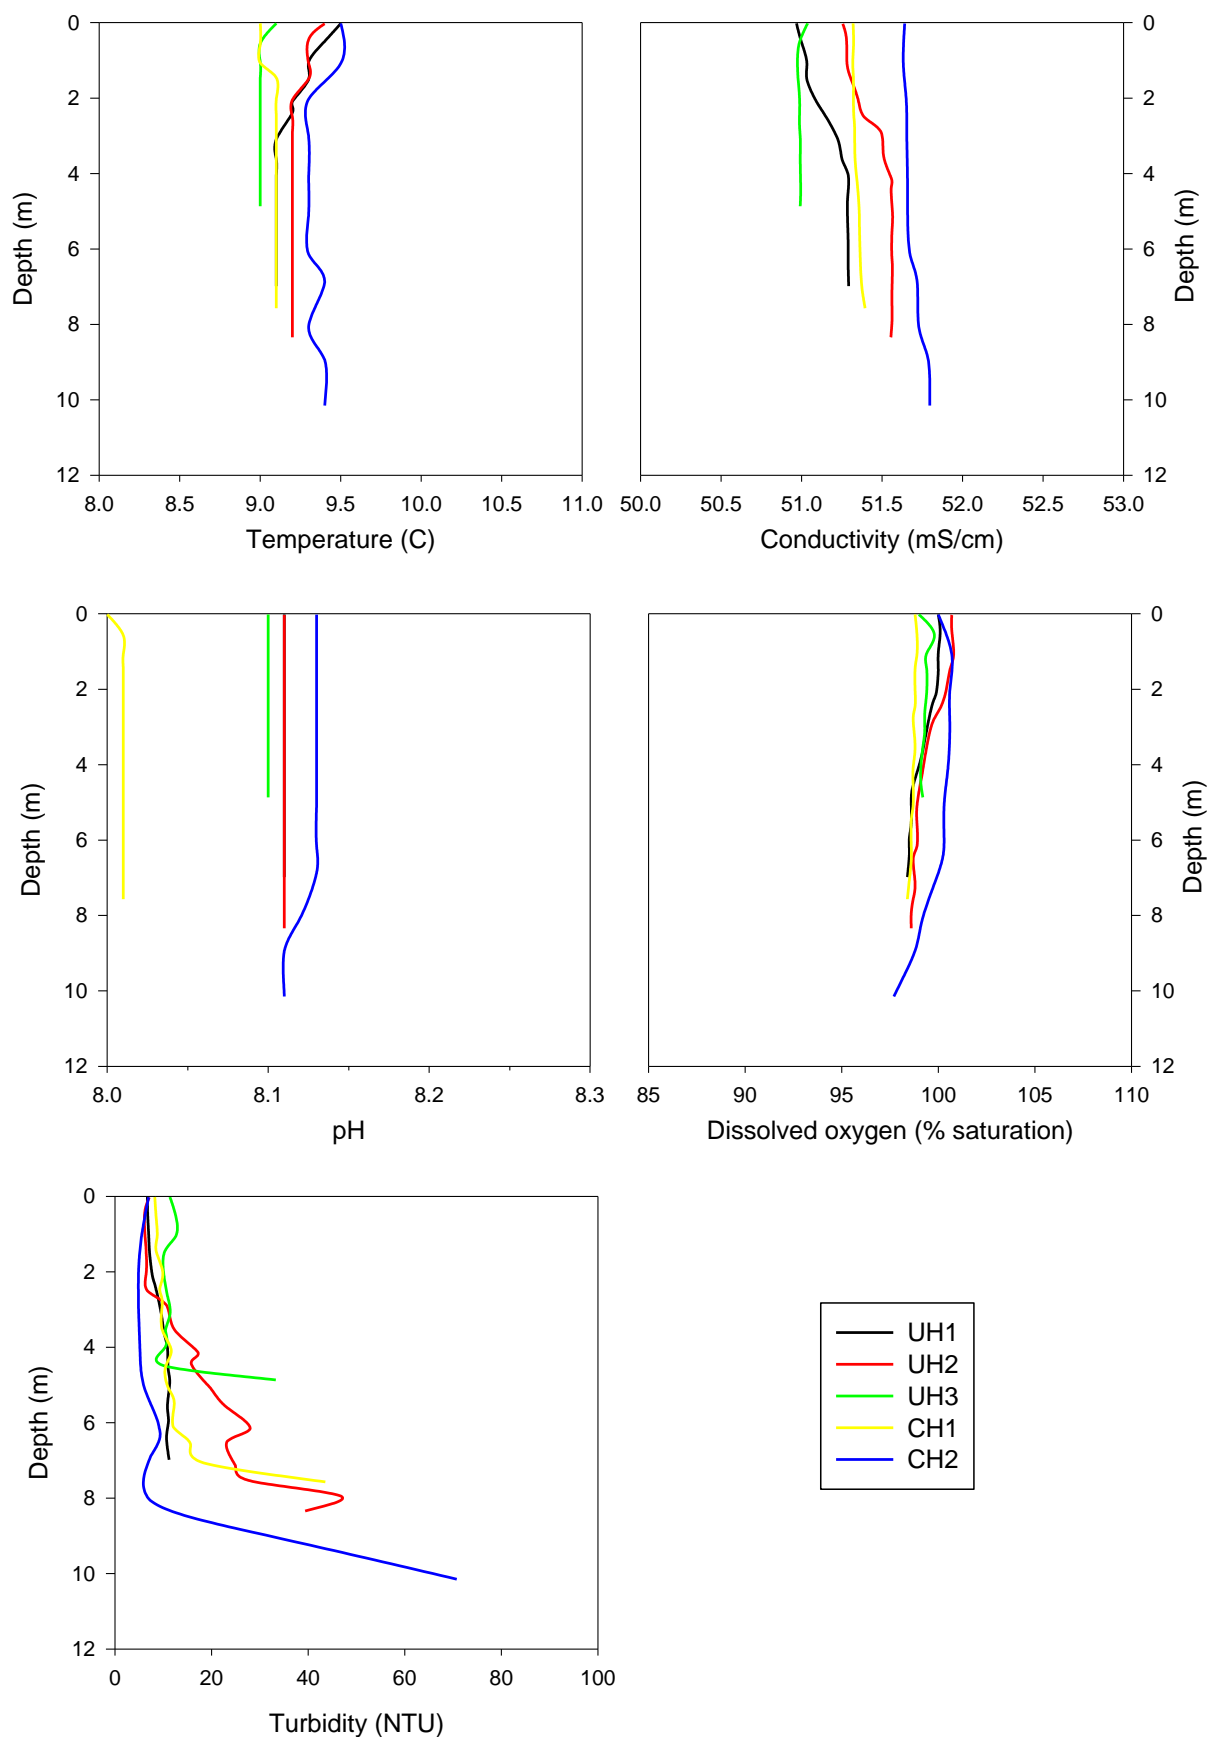 0
2
4
6
8
10
12
Depth (m)
8.0 8.5 9.0 9.5 10.0 10.5 11.0
Temperature (C)
0
2
4
6
8
10
12
Depth (m)
50.0 50.5 51.0 51.5 52.0 52.5 53.0
Conductivity (mS/cm)
0
2
4
6
8
10
12
Depth (m)
8.0 8.1 8.2 8.3
pH
0
2
4
6
8
10
12
Depth (m)
85 90 95 100 105 110
Dissolved oxygen (% saturation)
0
2
4
6
8
10
12
Depth (m)
0 20 40 60 80 100
Turbidity (NTU)
UH1
UH2
UH3
CH1
CH2